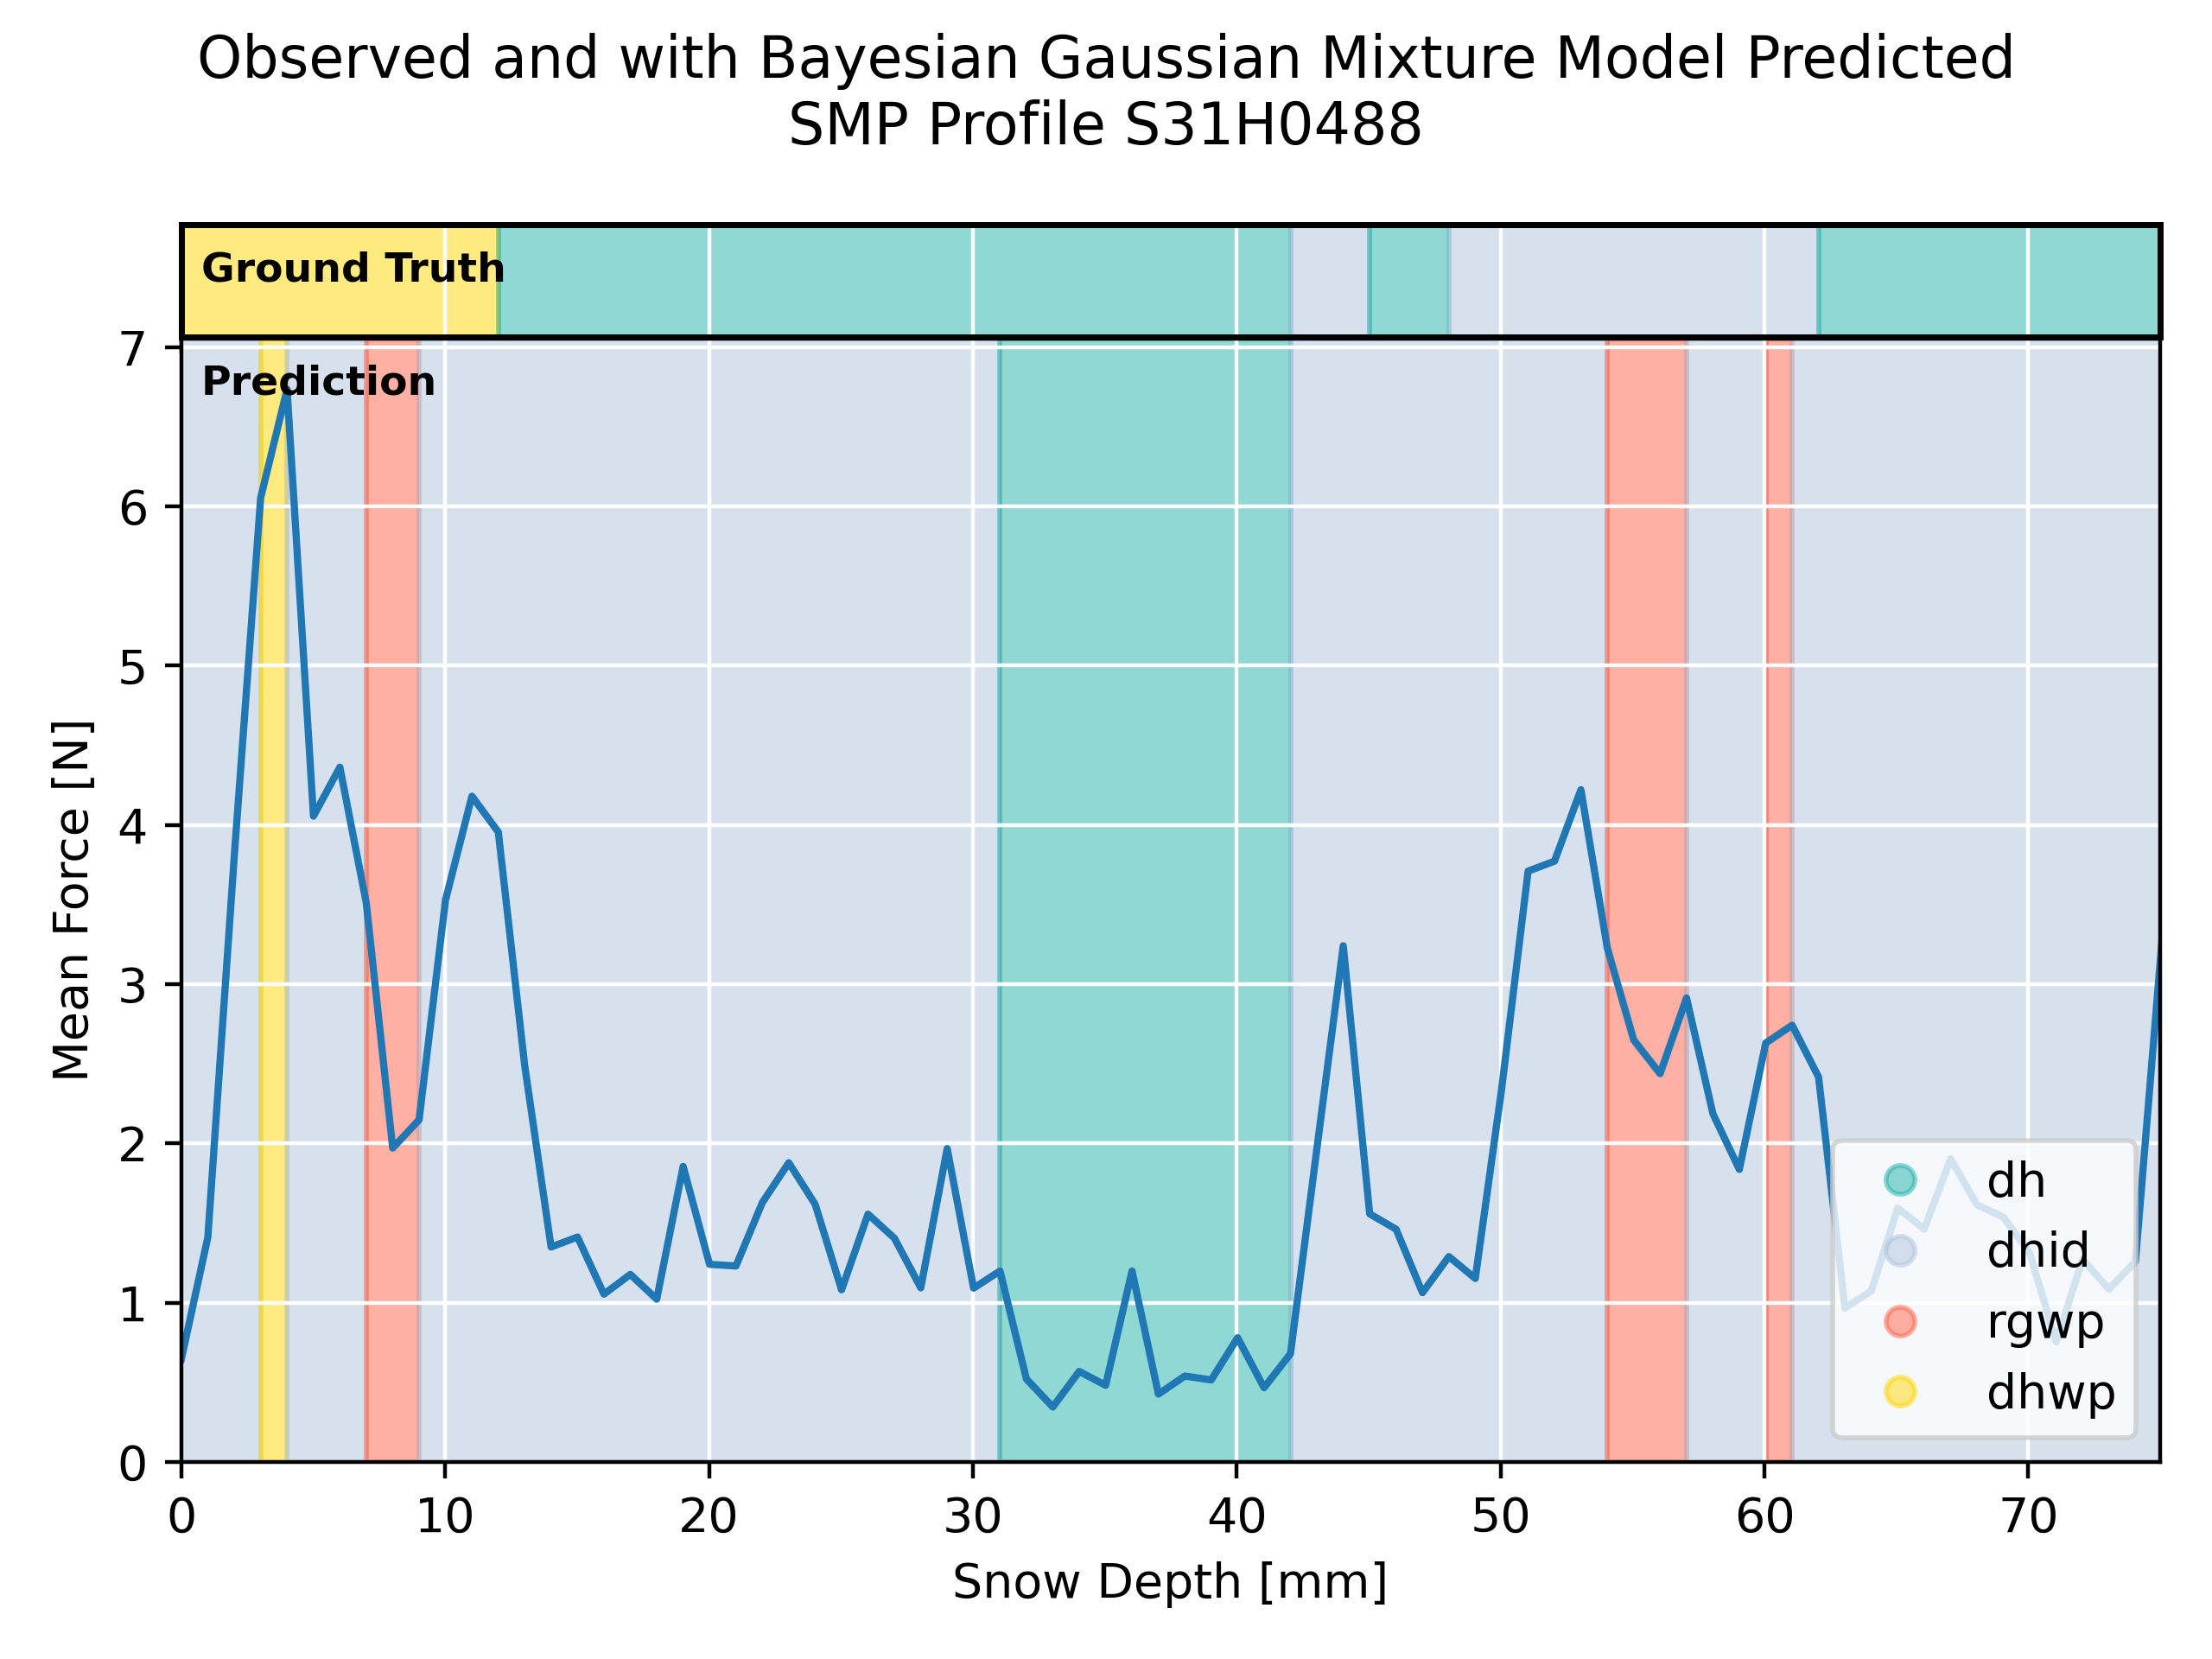 Observed and with Bayesian Gaussian Mixture Model Predicted
SMP Profile S31H0488
Ground Truth
Prediction
7
6
5
4
3
2
1
0
Mean Force [N]
dh
dhid
rgwp
dhwp
0 10 20 30 40 50 60 70
Snow Depth [mm]